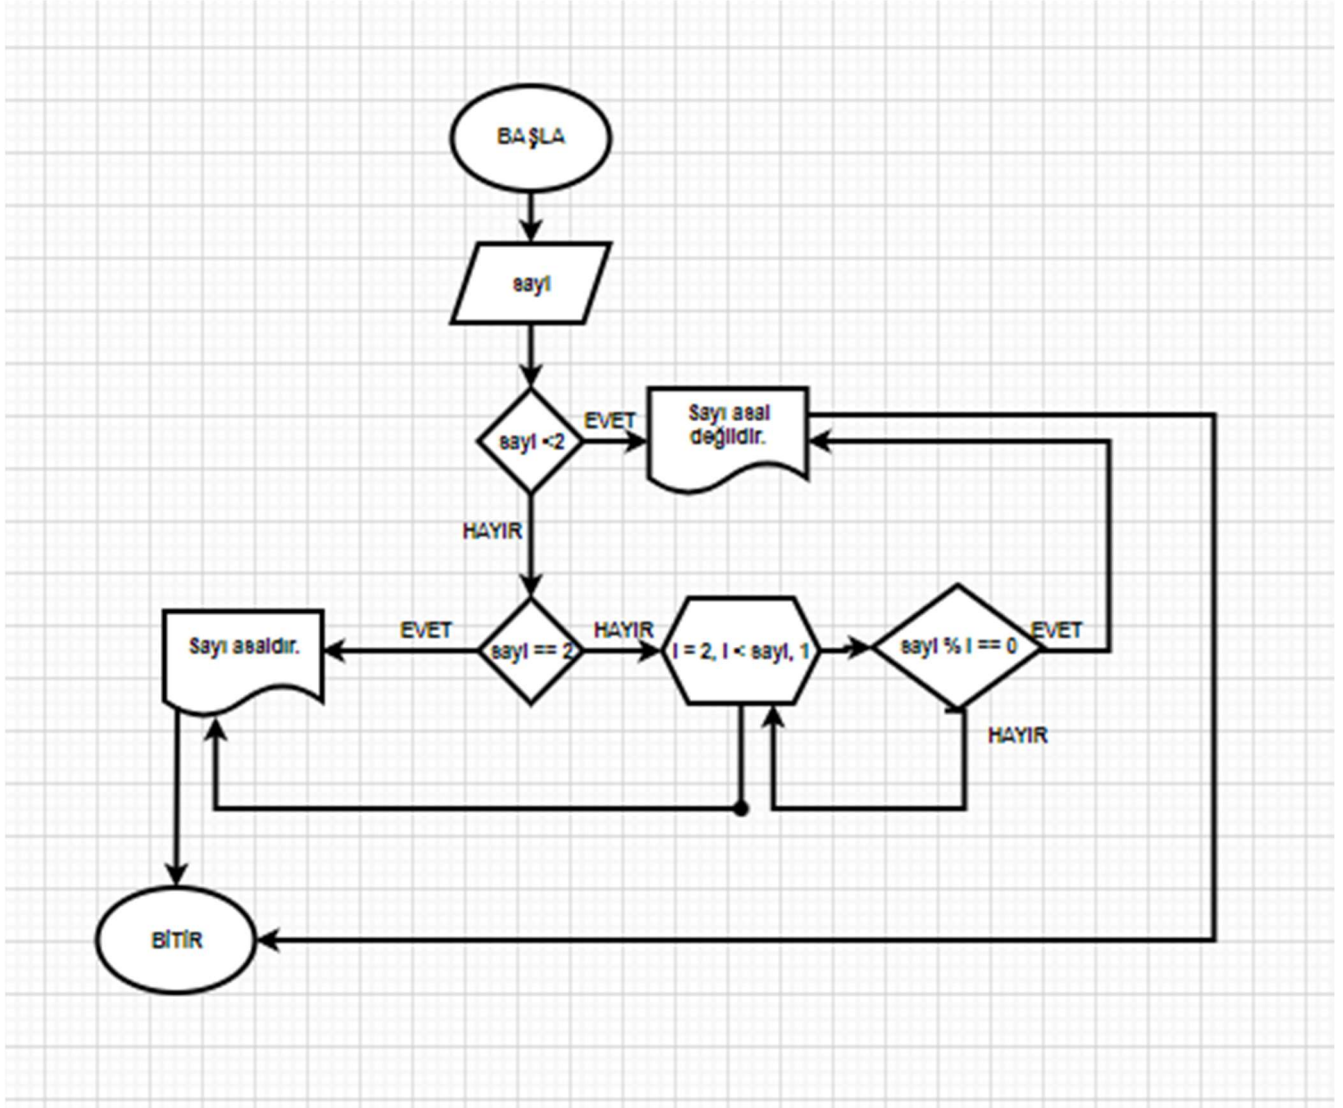 BAŞLA
sayi
sayi <2
EVET
Sayı asal
değildir.
HAYIR
Sayı asaldır.
EVET
sayi == 2
HAYIR
i = 2, i < sayi, 1
sayi % i == 0
EVET
HAYIR
BİTİR